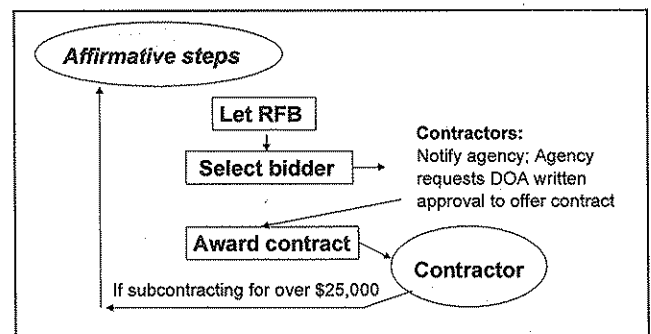 Affirmative steps
Let RFB
Select bidder
Contractors:
Notify agency; Agency
requests DOA written
approval to offer contract
Award contract
Contractor
If subcontracting for over $25,000